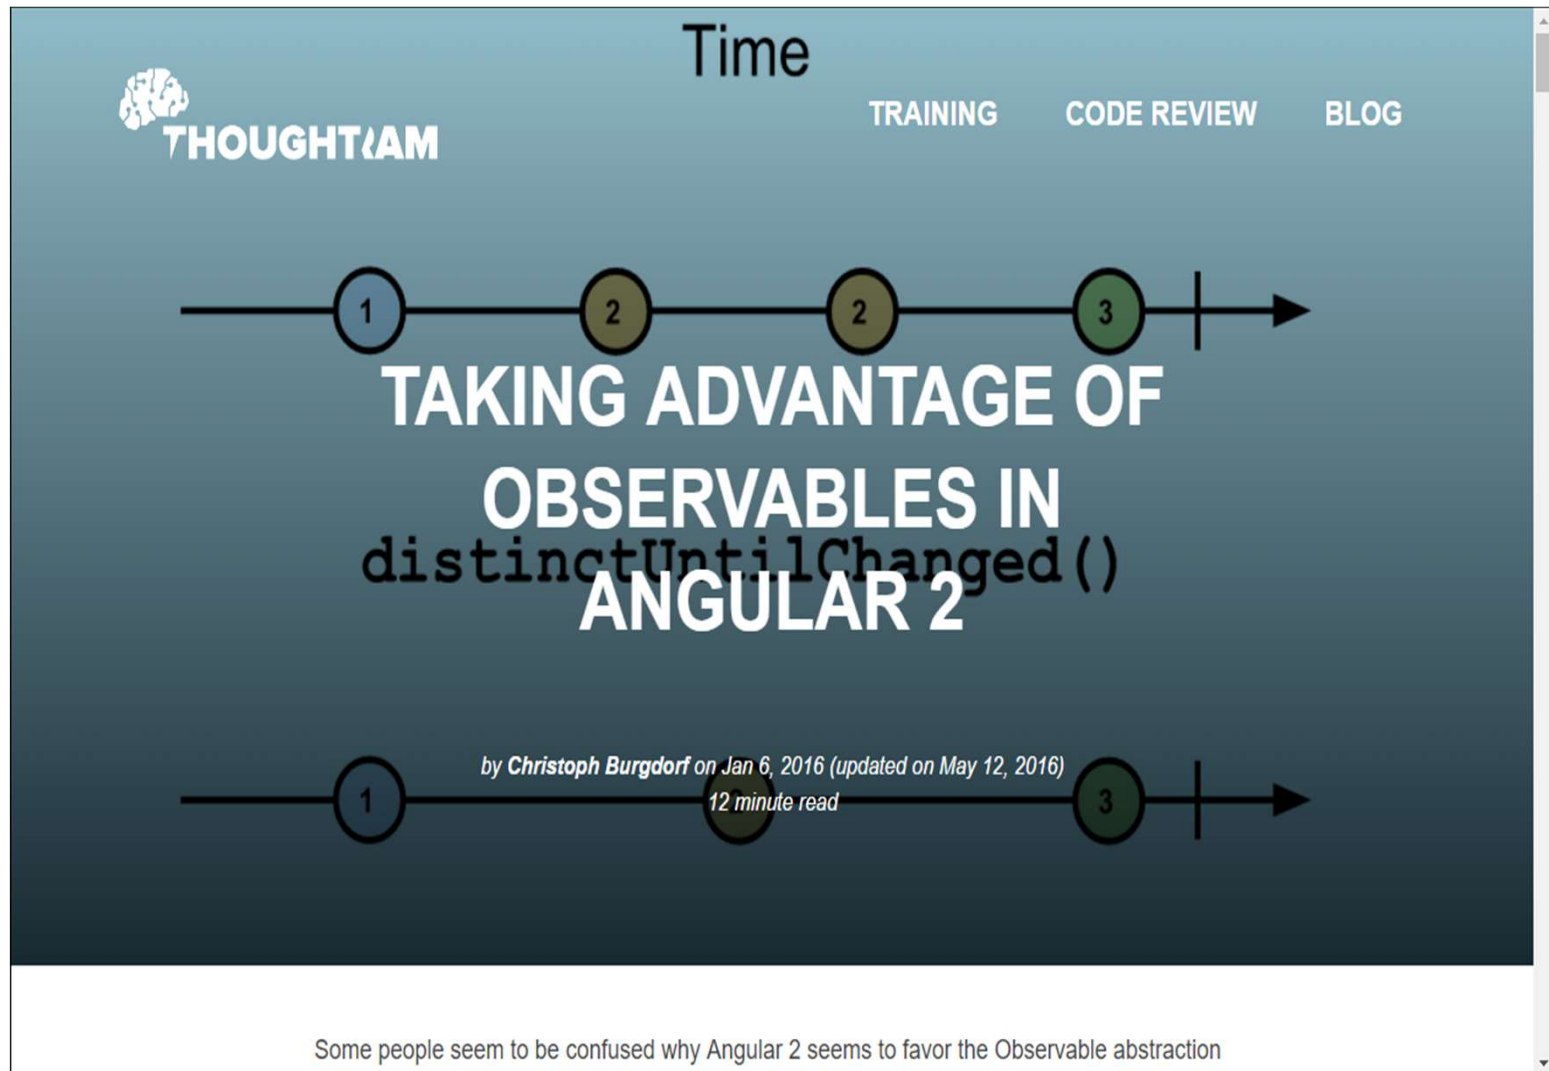 Time
THOUGHTRAM
TRAINING CODE REVIEW BLOG
1 2 2 3
TAKING ADVANTAGE OF
OBSERVABLES IN
distinctUntilChanged()
ANGULAR 2
by Christoph Burgdorf on Jan 6, 2016 (updated on May 12, 2016)
12 minute read
1 2 3
Some people seem to be confused why Angular 2 seems to favor the Observable abstraction